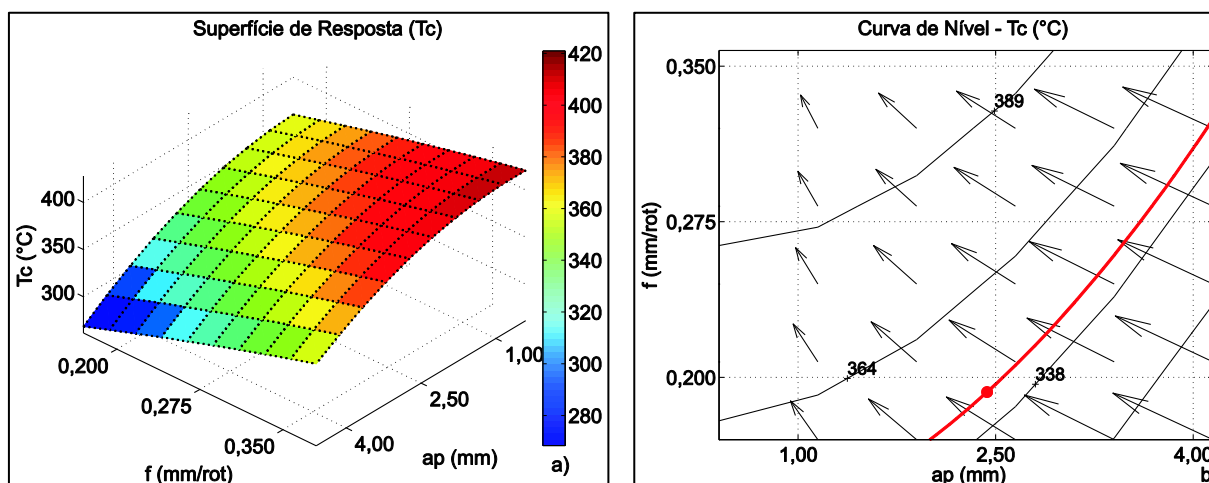 Superfície de Resposta (Tc)
420
400
380
360
340
320
300
280
400
350
300
Tc (°C)
0,200
0,275
0,350
f (mm/rot)
1,00
2,50
4,00
ap (mm)
a)
Curva de Nível - Tc (°C)
0,350
0,275
0,200
f (mm/rot)
389
364
338
1,00
2,50
4,00
ap (mm)
b